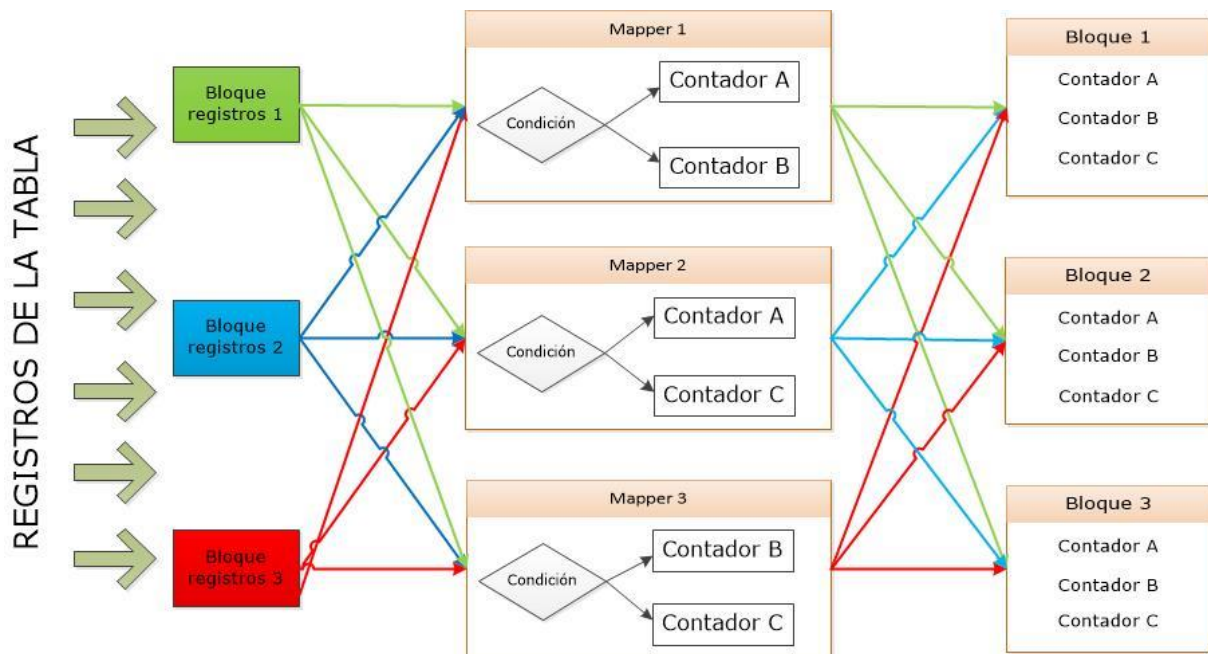 REGISTROS DE LA TABLA
Bloque
registros 1
Bloque
registros 2
Bloque
registros 3
Mapper 1
Condición
Contador A
Contador B
Mapper 2
Condición
Contador A
Contador C
Mapper 3
Condición
Contador B
Contador C
Bloque 1
Contador A
Contador B
Contador C
Bloque 2
Contador A
Contador B
Contador C
Bloque 3
Contador A
Contador B
Contador C